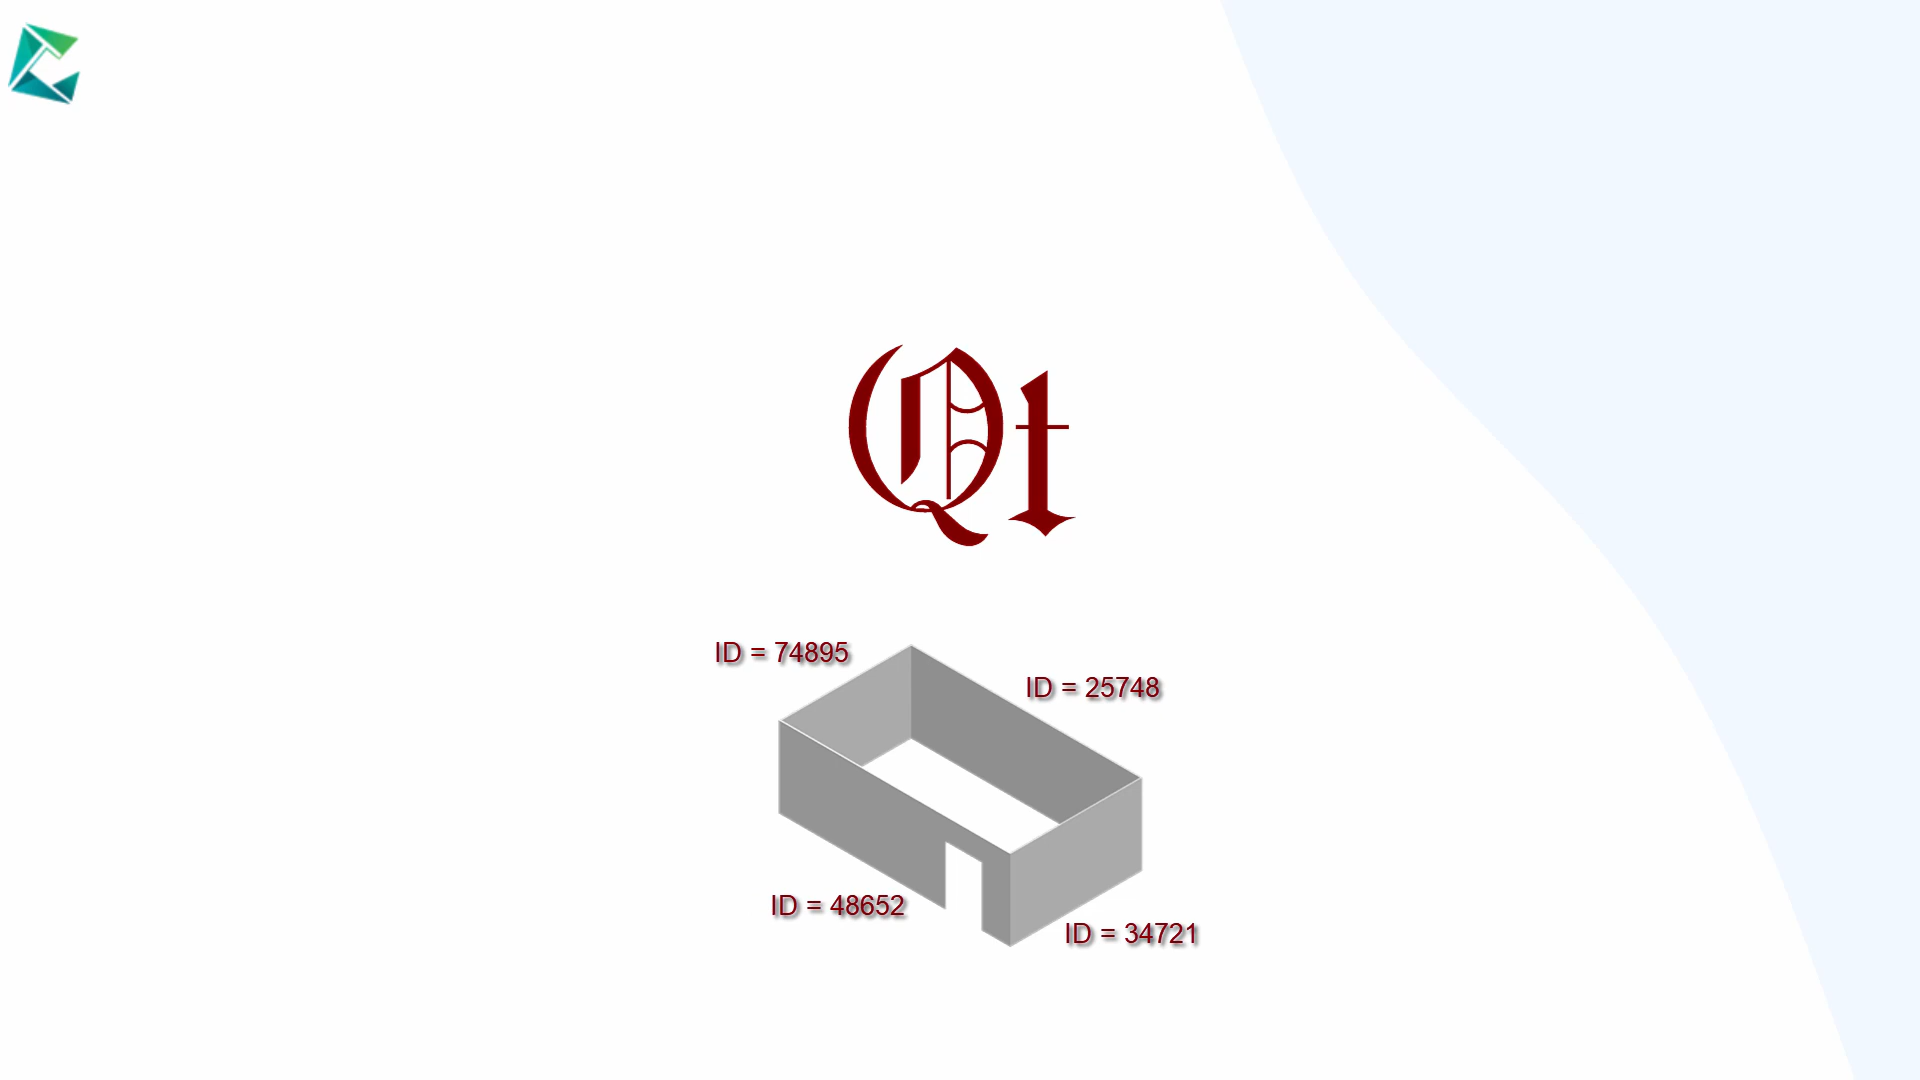 Qt
ID = 74895
ID = 25748
ID = 48652
ID = 34721